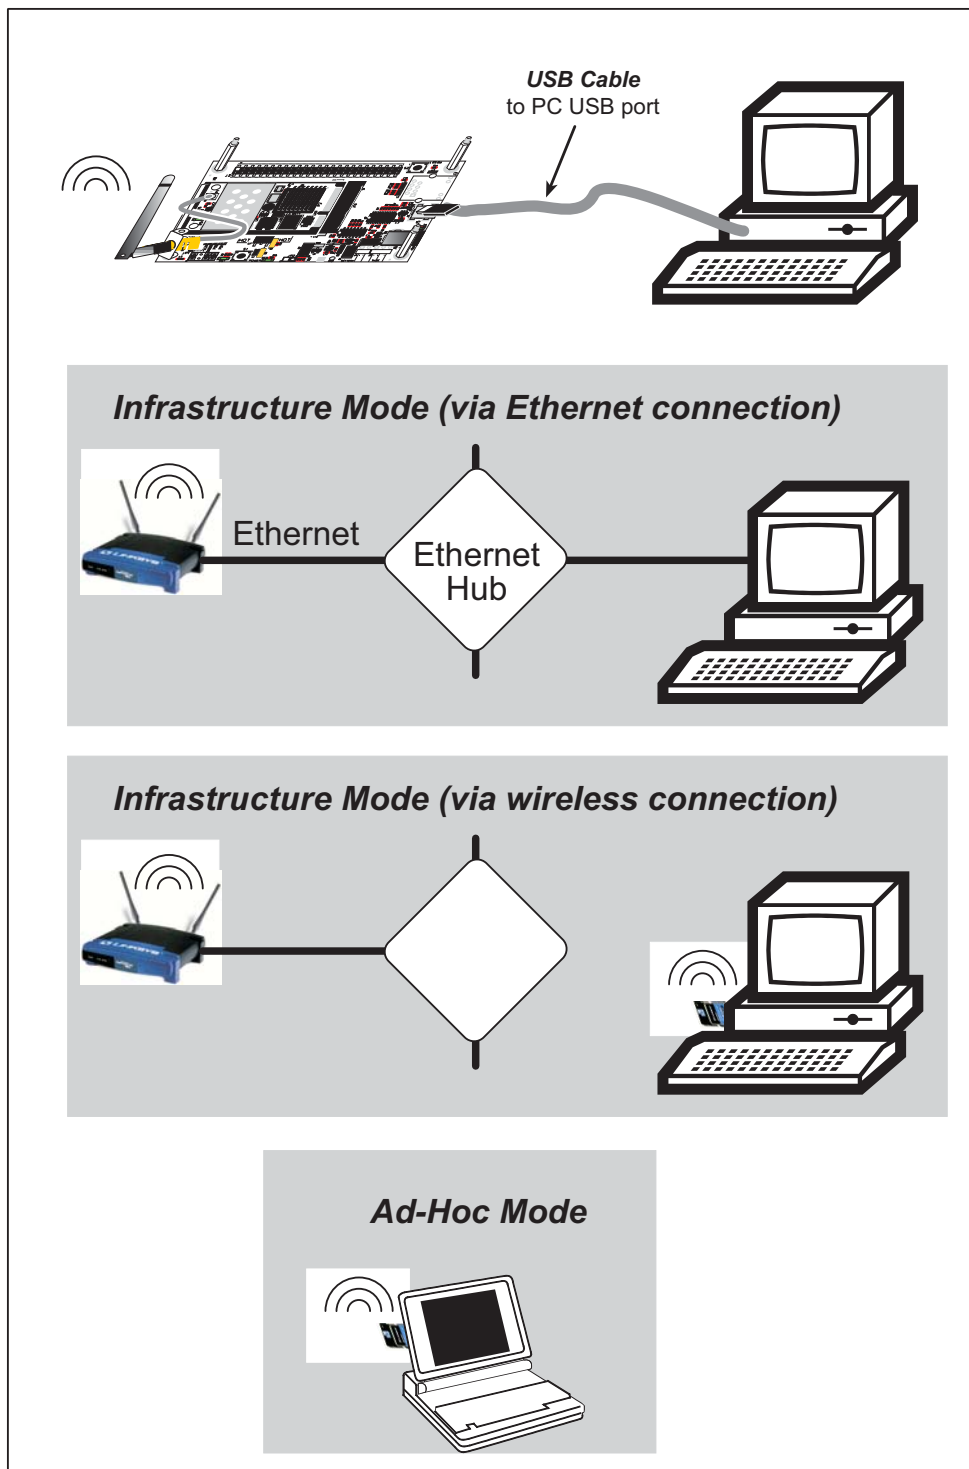 USB Cable
to PC USB port
Infrastructure Mode (via Ethernet connection)
Ethernet
Ethernet
Hub
Infrastructure Mode (via wireless connection)
Ad-Hoc Mode